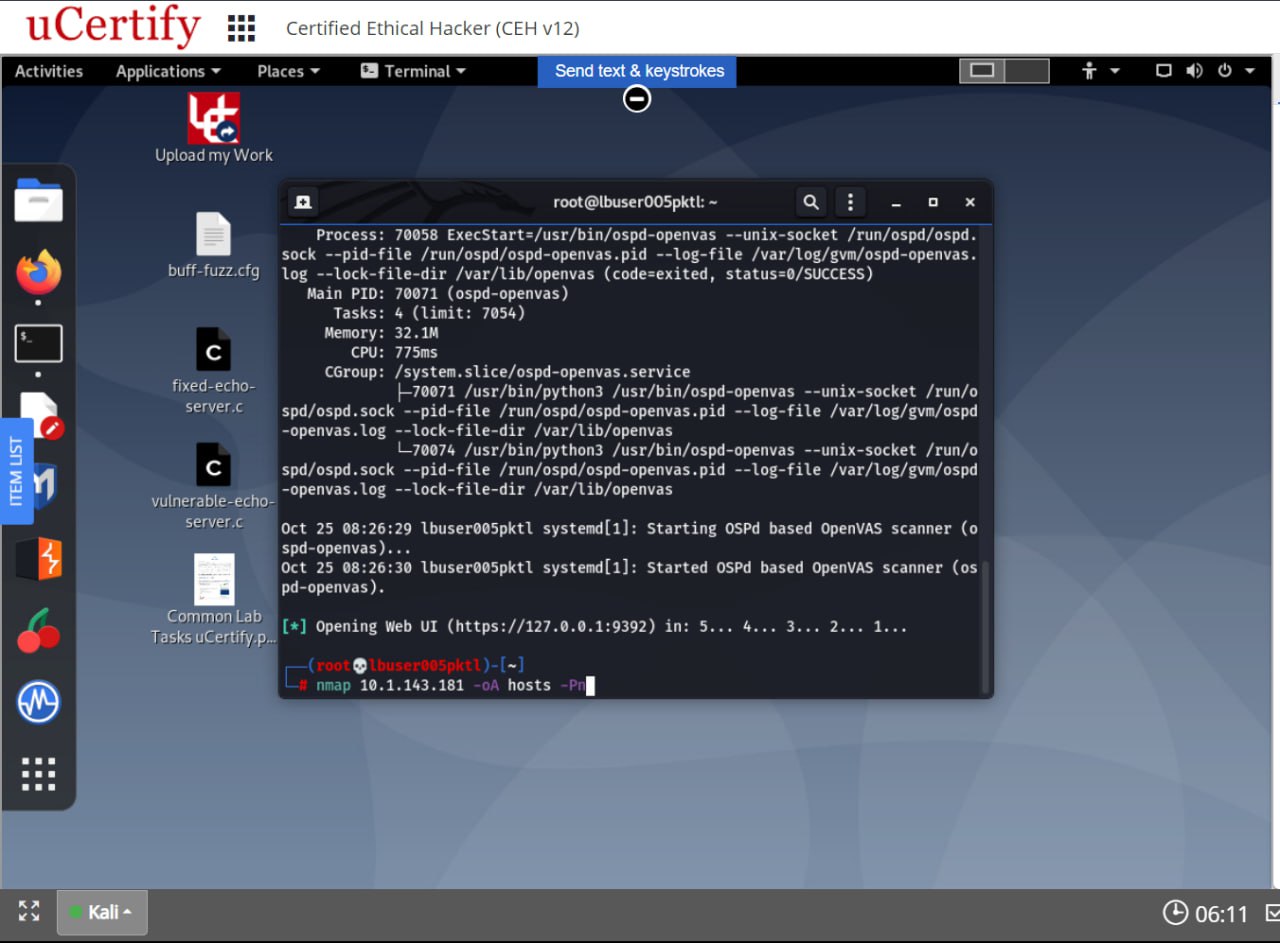 uCertify
Certified Ethical Hacker (CEH v12)
Activities
Applications
Places
Terminal
Send text & keystrokes
Upload my Work
buff-fuzz.cfg
C
fixed-echo-
server.c
C
vulnerable-echo-
server.c
Common Lab
Tasks uCertify.p...
ITEM LIST
root@lbuser005pktl: ~
Process: 70058 ExecStart=/usr/bin/ospd-openvas --unix-socket /run/ospd/ospd.
sock --pid-file /run/ospd/ospd-openvas.pid --log-file /var/log/gvm/ospd-openvas.
log --lock-file-dir /var/lib/openvas (code=exited, status=0/SUCCESS)
Main PID: 70071 (ospd-openvas)
Tasks: 4 (limit: 7054)
Memory: 32.1M
CPU: 775ms
CGroup: /system.slice/ospd-openvas.service
├─70071 /usr/bin/python3 /usr/bin/ospd-openvas --unix-socket /run/o
spd/ospd.sock --pid-file /run/ospd/ospd-openvas.pid --log-file /var/log/gvm/ospd
-openvas.log --lock-file-dir /var/lib/openvas
└─70074 /usr/bin/python3 /usr/bin/ospd-openvas --unix-socket /run/o
spd/ospd.sock --pid-file /run/ospd/ospd-openvas.pid --log-file /var/log/gvm/ospd
-openvas.log --lock-file-dir /var/lib/openvas
Oct 25 08:26:29 lbuser005pktl systemd[1]: Starting OSPd based OpenVAS scanner (o
spd-openvas)...
Oct 25 08:26:30 lbuser005pktl systemd[1]: Started OSPd based OpenVAS scanner (os
pd-openvas).
[*] Opening Web UI (https://127.0.0.1:9392) in: 5... 4... 3... 2... 1...
┌──(root💀lbuser005pktl)-[~]
└─# nmap 10.1.143.181 -oA hosts -Pn
Kali
06:11